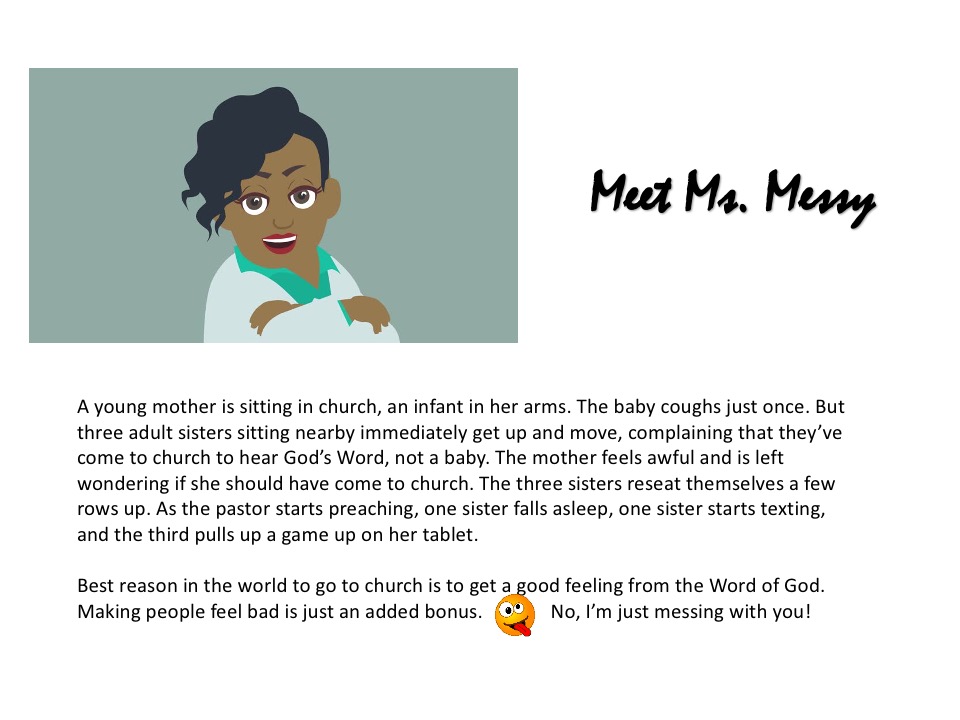 Meet Ms. Messy
A young mother is sitting in church, an infant in her arms. The baby coughs just once. But
three adult sisters sitting nearby immediately get up and move, complaining that they’ve
come to church to hear God’s Word, not a baby. The mother feels awful and is left
wondering if she should have come to church. The three sisters reseat themselves a few
rows up. As the pastor starts preaching, one sister falls asleep, one sister starts texting,
and the third pulls up a game up on her tablet.
Best reason in the world to go to church is to get a good feeling from the Word of God.
Making people feel bad is just an added bonus. No, I’m just messing with you!